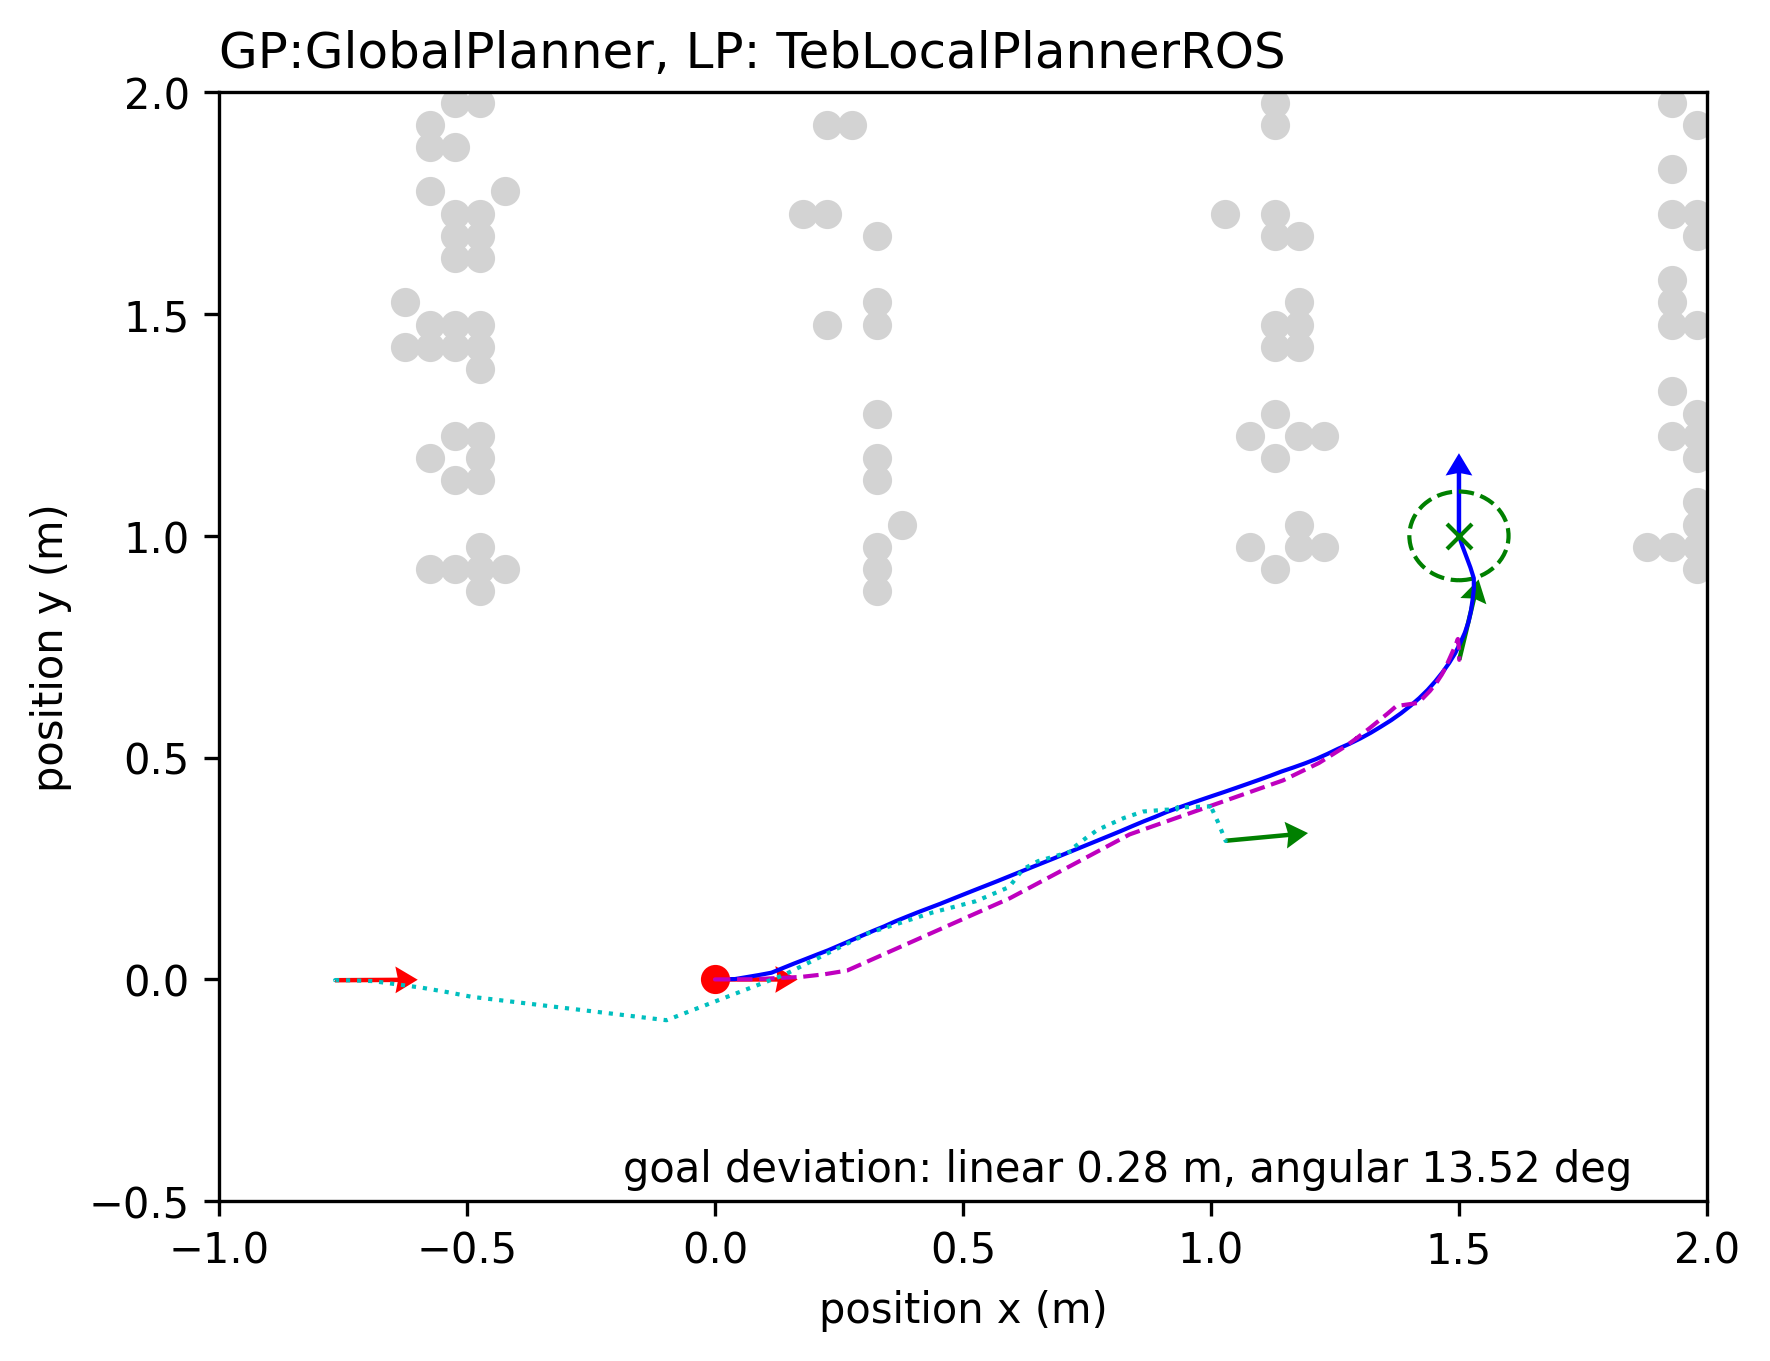 GP:GlobalPlanner, LP: TebLocalPlannerROS
2.0
1.5
1.0
0.5
0.0
−0.5
position y (m)
goal deviation: linear 0.28 m, angular 13.52 deg
−1.0 −0.5 0.0 0.5 1.0 1.5 2.0
position x (m)